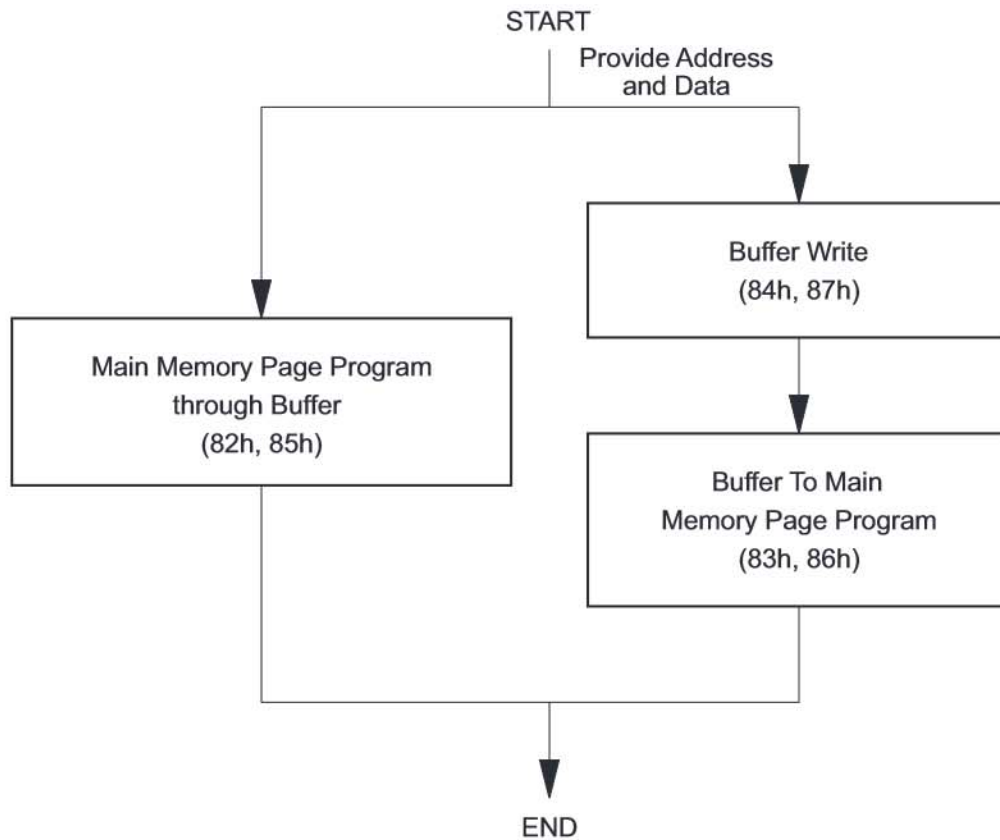 START
Provide Address
and Data
Buffer Write
(84h, 87h)
Main Memory Page Program
through Buffer
(82h, 85h)
Buffer To Main
Memory Page Program
(83h, 86h)
END